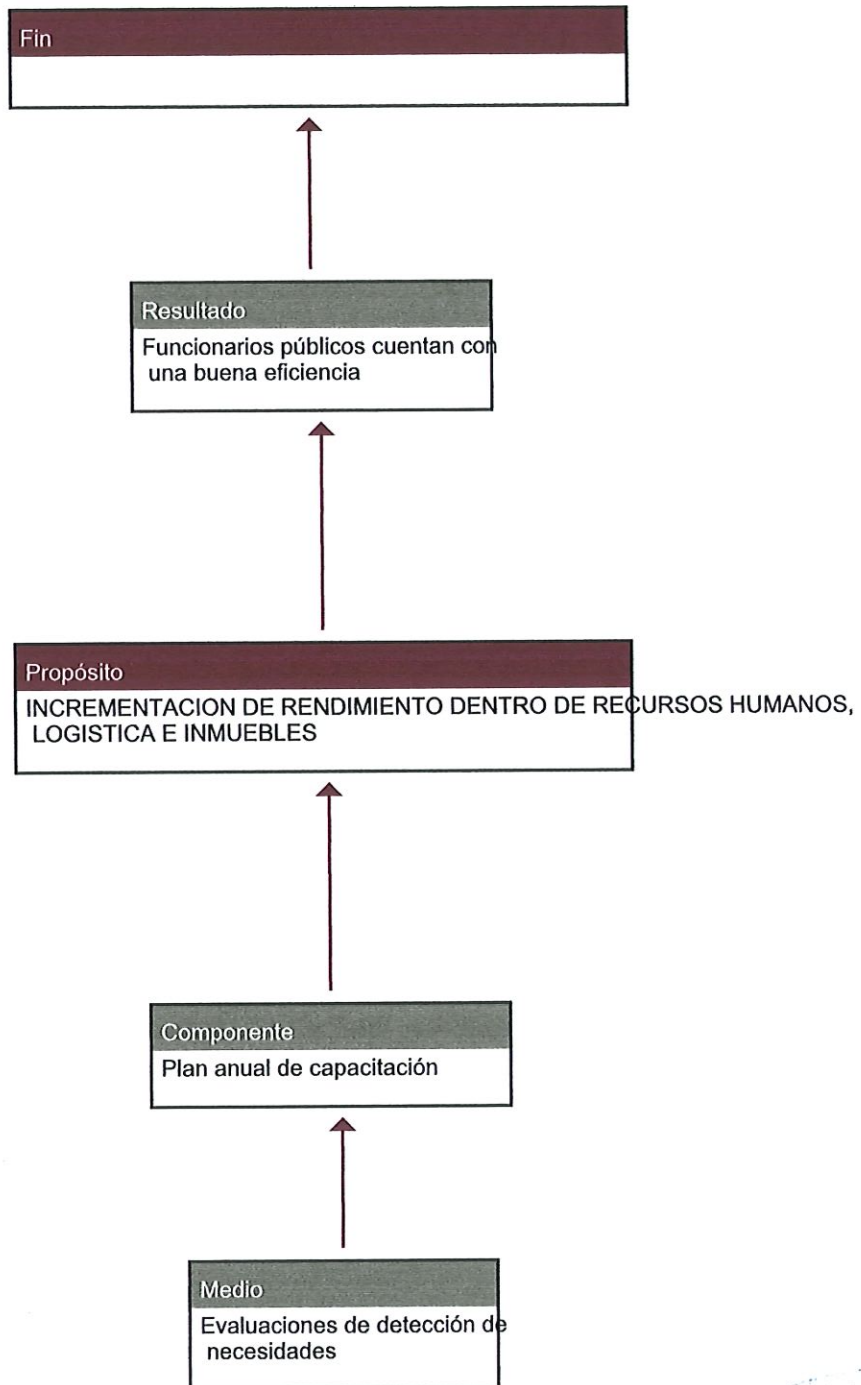 Fin
Resultado
Funcionarios públicos cuentan con
una buena eficiencia
Propósito
INCREMENTACION DE RENDIMIENTO DENTRO DE RECURSOS HUMANOS,
LOGISTICA E INMUEBLES
Componente
Plan anual de capacitación
Medio
Evaluaciones de detección de
necesidades